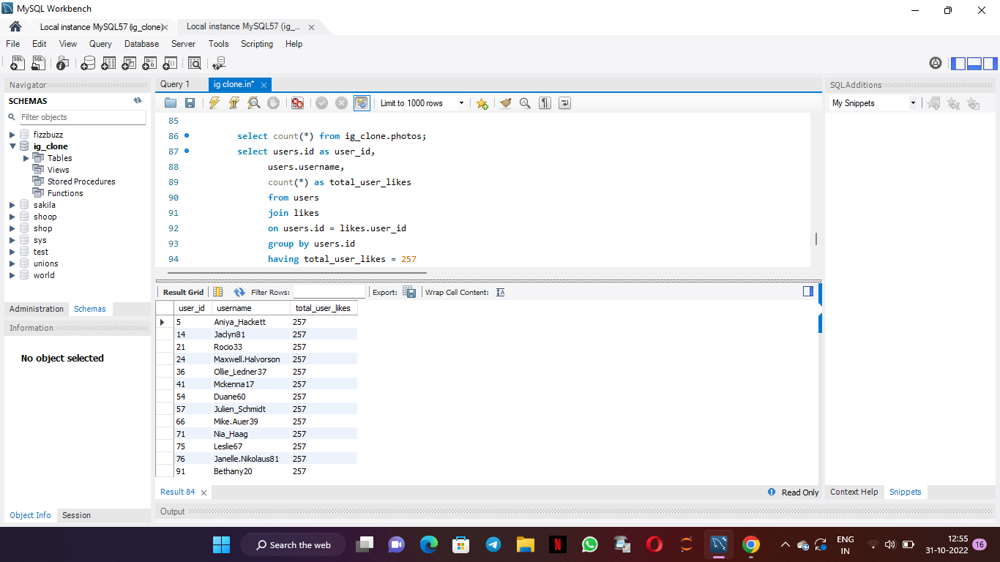 MySQL Workbench
Local instance MySQL57 (ig_clone)
Local instance MySQL57 (ig_...
File Edit View Query Database Server Tools Scripting Help
Navigator
SCHEMAS
Filter objects
fizzbuzz
ig_clone
Tables
Views
Stored Procedures
Functions
sakila
shoop
shop
sys
test
unions
world
Administration Schemas
Information
No object selected
Object Info Session
Query 1
ig clone.in*
Limit to 1000 rows
85
86 select count(*) from ig_clone.photos;
87 select users.id as user_id,
88 users.username,
89 count(*) as total_user_likes
90 from users
91 join likes
92 on users.id = likes.user_id
93 group by users.id
94 having total_user_likes = 257
Result Grid Filter Rows: Export: Wrap Cell Content:
user_id username total_user_likes
5 Aniya_Hackett 257
14 Jaclyn81 257
21 Rocio33 257
24 Maxwell.Halvorson 257
36 Ollie_Ledner37 257
41 Mckenna17 257
54 Duane60 257
57 Julien_Schmidt 257
66 Mike.Auer39 257
71 Nia_Haag 257
75 Leslie67 257
76 Janelle.Nikolaus81 257
91 Bethany20 257
Result 84
Read Only
Output
SQLAdditions
My Snippets
Context Help Snippets
Search the web
ENG
IN
12:55
31-10-2022
16